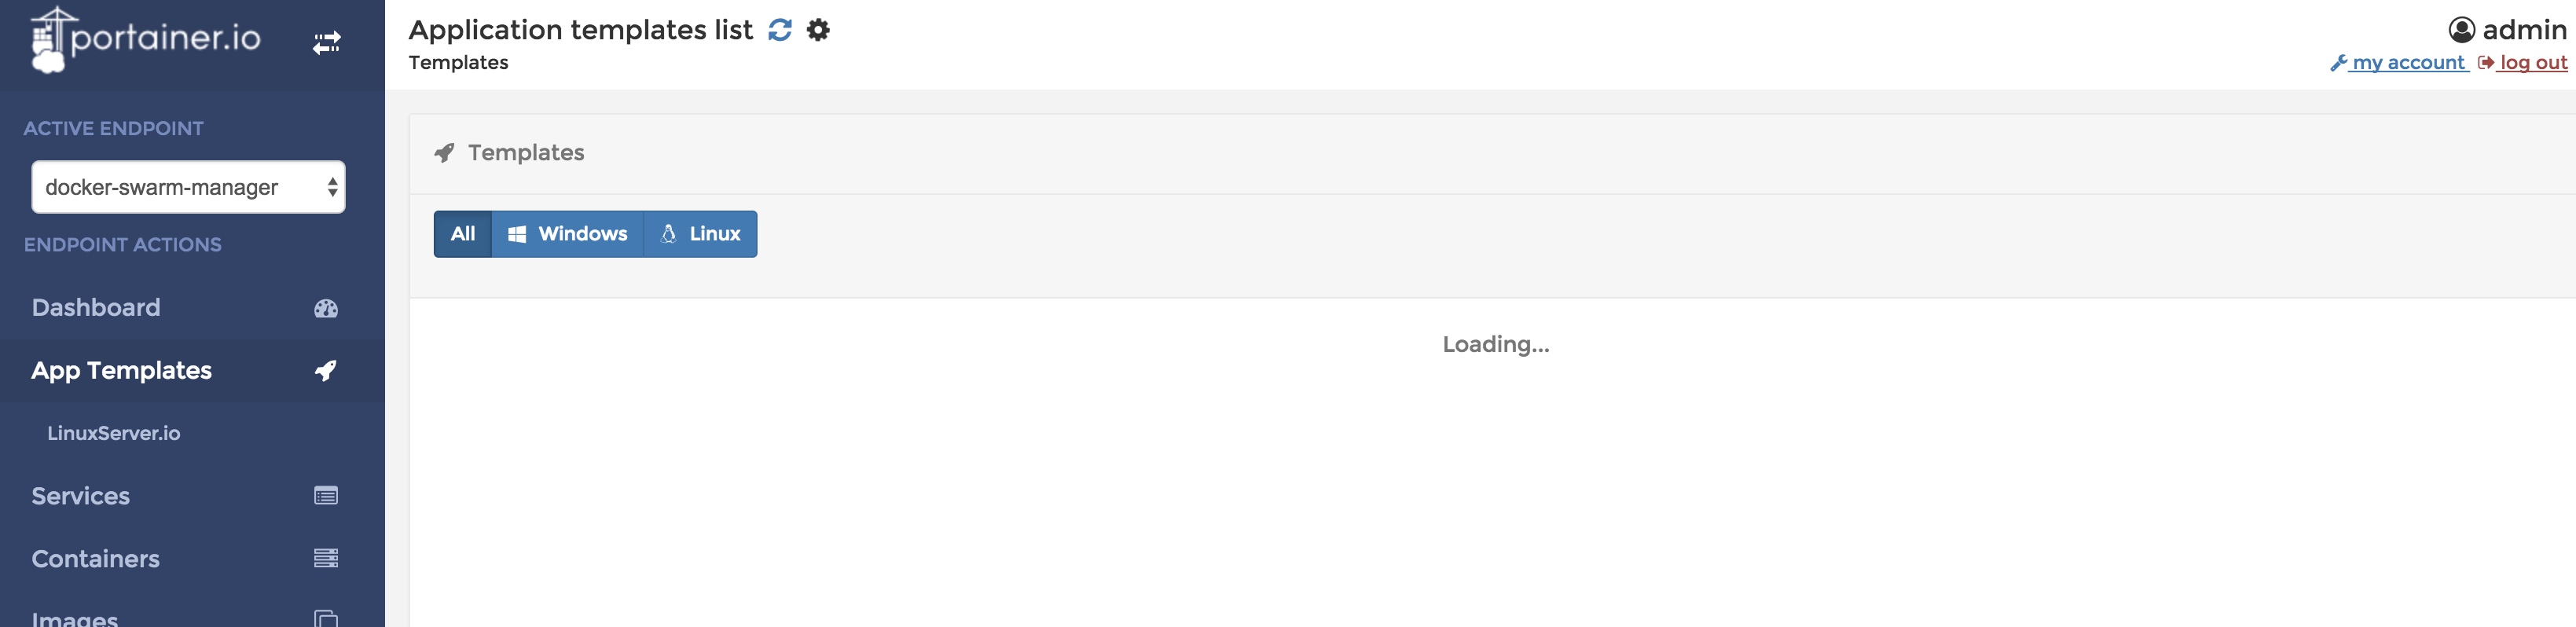 portainer.io
ACTIVE ENDPOINT
docker-swarm-manager
ENDPOINT ACTIONS
Dashboard
App Templates
LinuxServer.io
Services
Containers
Images
Application templates list
Templates
admin
my account log out
Templates
All Windows Linux
Loading...